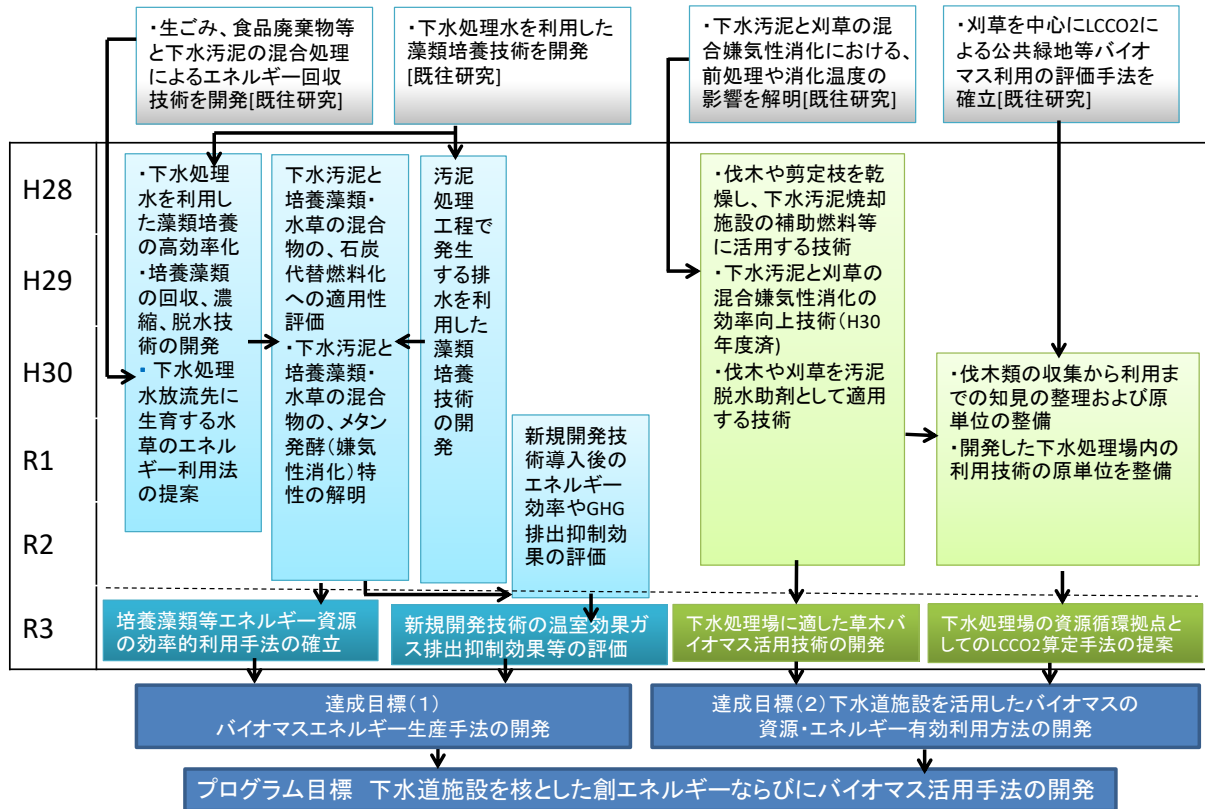 ・生ごみ、食品廃棄物等
と下水汚泥の混合処理
によるエネルギー回収
技術を開発[既往研究]
・下水処理水を利用した
藻類培養技術を開発
[既往研究]
・下水汚泥と刈草の混
合嫌気性消化における、
前処理や消化温度の
影響を解明[既往研究]
・刈草を中心にLCCO2に
よる公共緑地等バイオ
マス利用の評価手法を
確立[既往研究]
H28
H29
H30
R1
R2
R3
・下水処理
水を利用し
た藻類培養
の高効率化
・培養藻類
の回収、濃
縮、脱水技
術の開発
・下水処理
水放流先に
生育する水
草のエネル
ギー利用法
の提案
下水汚泥と
培養藻類・
水草の混合
物の、石炭
代替燃料化
への適用性
評価
・下水汚泥と
培養藻類・
水草の混合
物の、メタン
発酵(嫌気
性消化)特
性の解明
汚泥
処理
工程で
発生
する排
水を利
用した
藻類
培養
技術
の開
発
新規開発技
術導入後の
エネルギー
効率やGHG
排出抑制効
果の評価
・伐木や剪定枝を乾
燥し、下水汚泥焼却
施設の補助燃料等
に活用する技術
・下水汚泥と刈草の
混合嫌気性消化の
効率向上技術(H30
年度済)
・伐木や刈草を汚泥
脱水助剤として適用
する技術
・伐木類の収集から利用ま
での知見の整理および原
単位の整備
・開発した下水処理場内の
利用技術の原単位を整備
培養藻類等エネルギー資源
の効率的利用手法の確立
新規開発技術の温室効果ガ
ス排出抑制効果等の評価
下水処理場に適した草木バ
イオマス活用技術の開発
下水処理場の資源循環拠点と
してのLCCO2算定手法の提案
達成目標(1)
バイオマスエネルギー生産手法の開発
達成目標(2)下水道施設を活用したバイオマスの
資源・エネルギー有効利用方法の開発
プログラム目標 下水道施設を核とした創エネルギーならびにバイオマス活用手法の開発